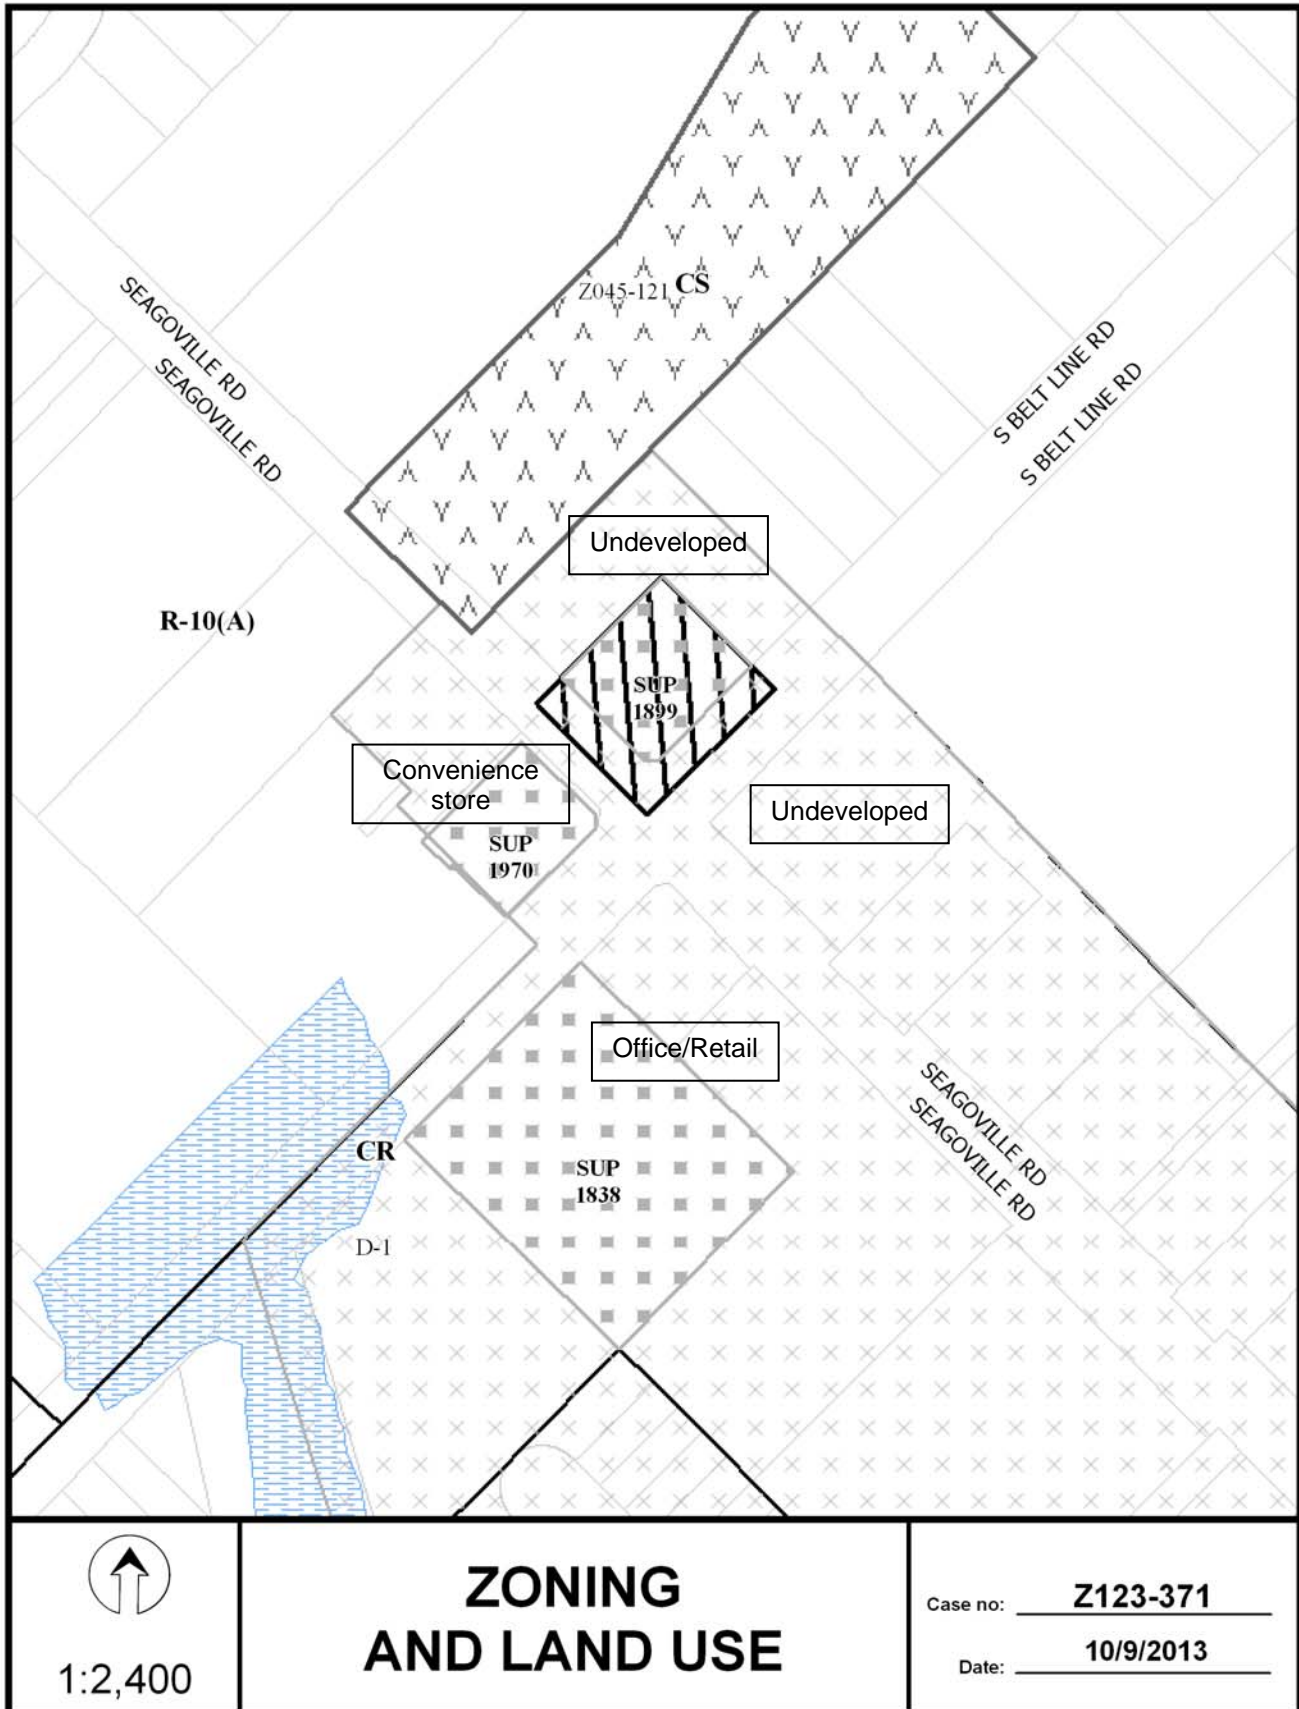 Z045-121 CS
SEAGOVILLE RD
SEAGOVILLE RD
S BELT LINE RD
S BELT LINE RD
Undeveloped
R-10(A)
SUP
1899
Convenience
store
Undeveloped
SUP
1970
Office/Retail
SEAGOVILLE RD
SEAGOVILLE RD
CR
SUP
1838
D-1
1:2,400
ZONING
AND LAND USE
Case no: Z123-371
Date: 10/9/2013